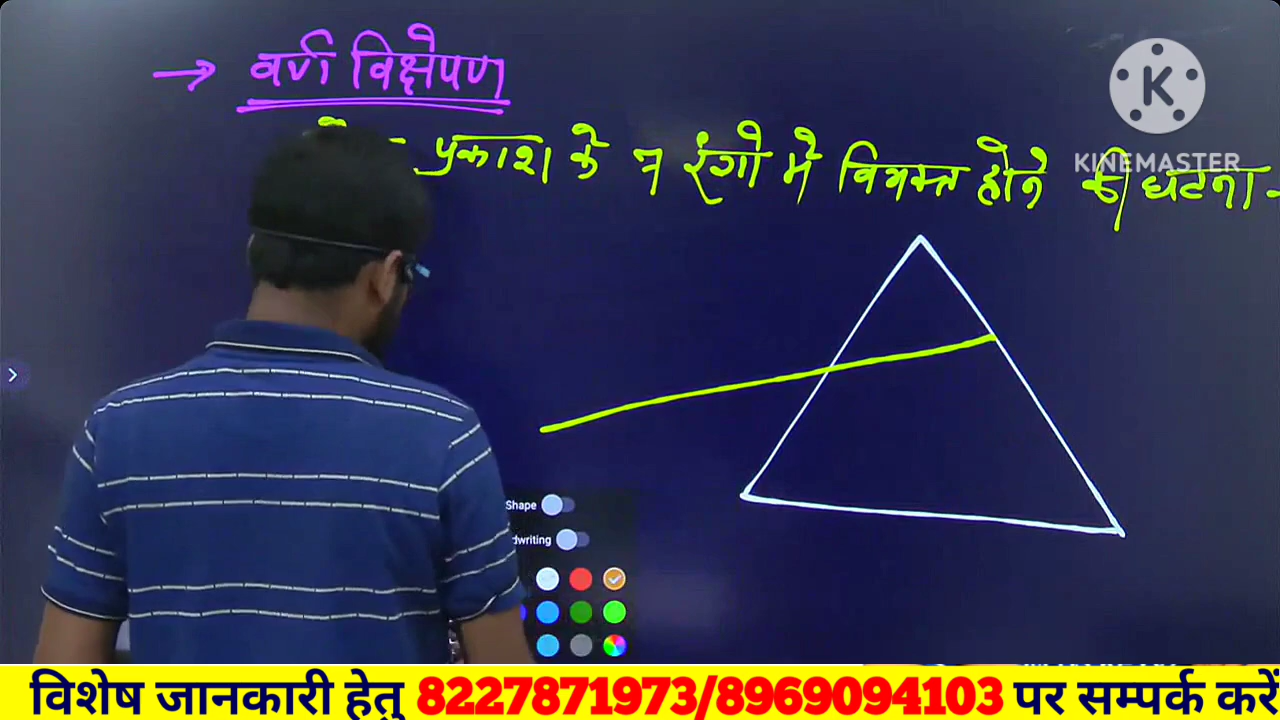 → वर्ण विक्षेपण
प्रकाश के 7 रंगो मे विभक्त होने की घटना -
KINEMASTER
Shape
dwriting
विशेष जानकारी हेतु 8227871973/8969094103 पर सम्पर्क करें